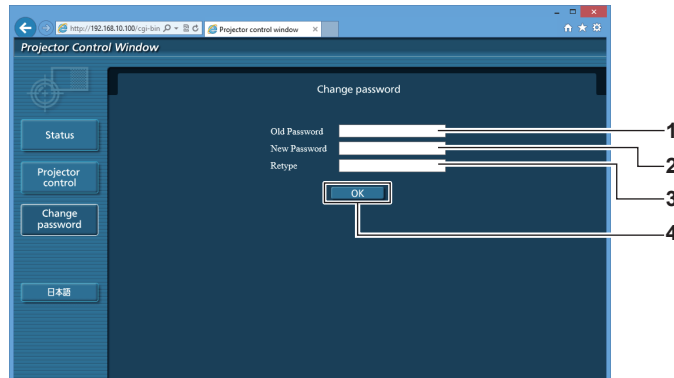 http://192.168.10.100/cgi-bin
Projector control window
Projector Control Window
Change password
Status
Projector
control
Change
password
日本語
Old Password
New Password
Retype
OK
1
2
3
4